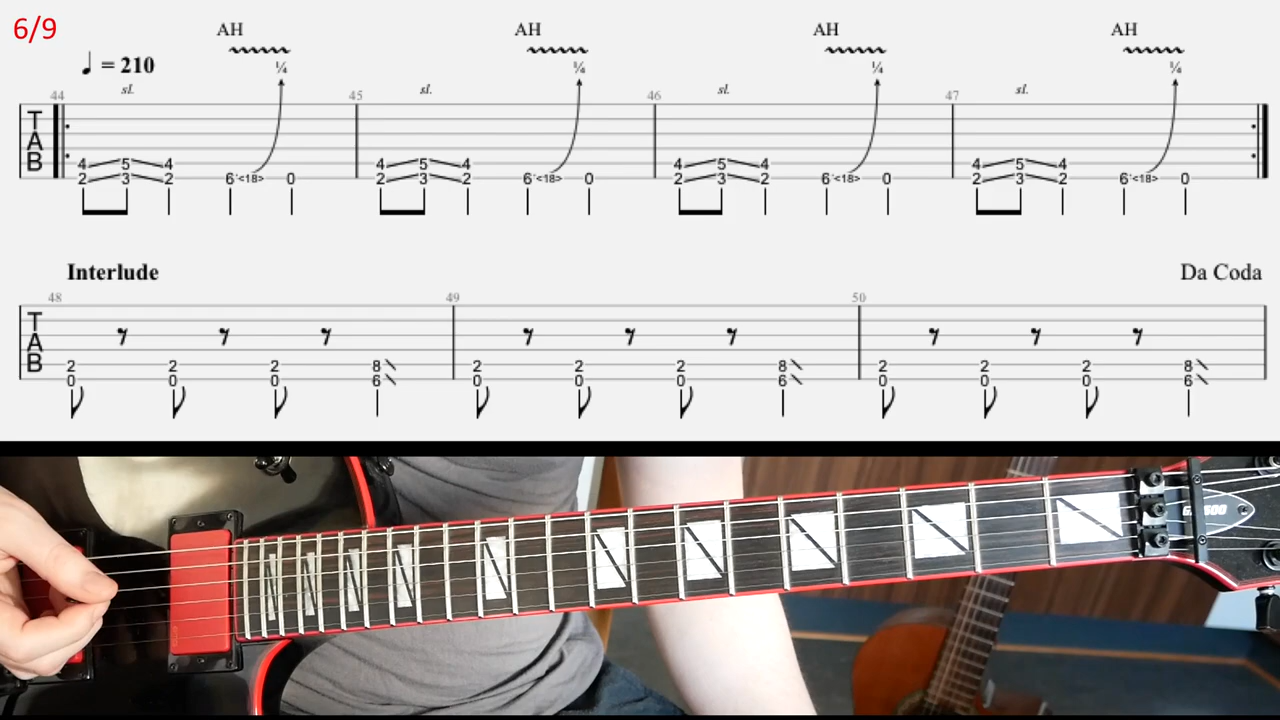 6/9
AH AH AH AH
♩ = 210
¼ ¼ ¼ ¼
sl. sl. sl. sl.
44 45 46 47
T
A
B
4 5 4 4 5 4 4 5 4 4 5 4
2 3 2 6 <18> 0 2 3 2 6 <18> 0 2 3 2 6 <18> 0 2 3 2 6 <18> 0
Interlude Da Coda
48 49 50
T
A
B
2 2 2 8 2 2 2 8 2 2 2 8
0 0 0 6 0 0 0 6 0 0 0 6